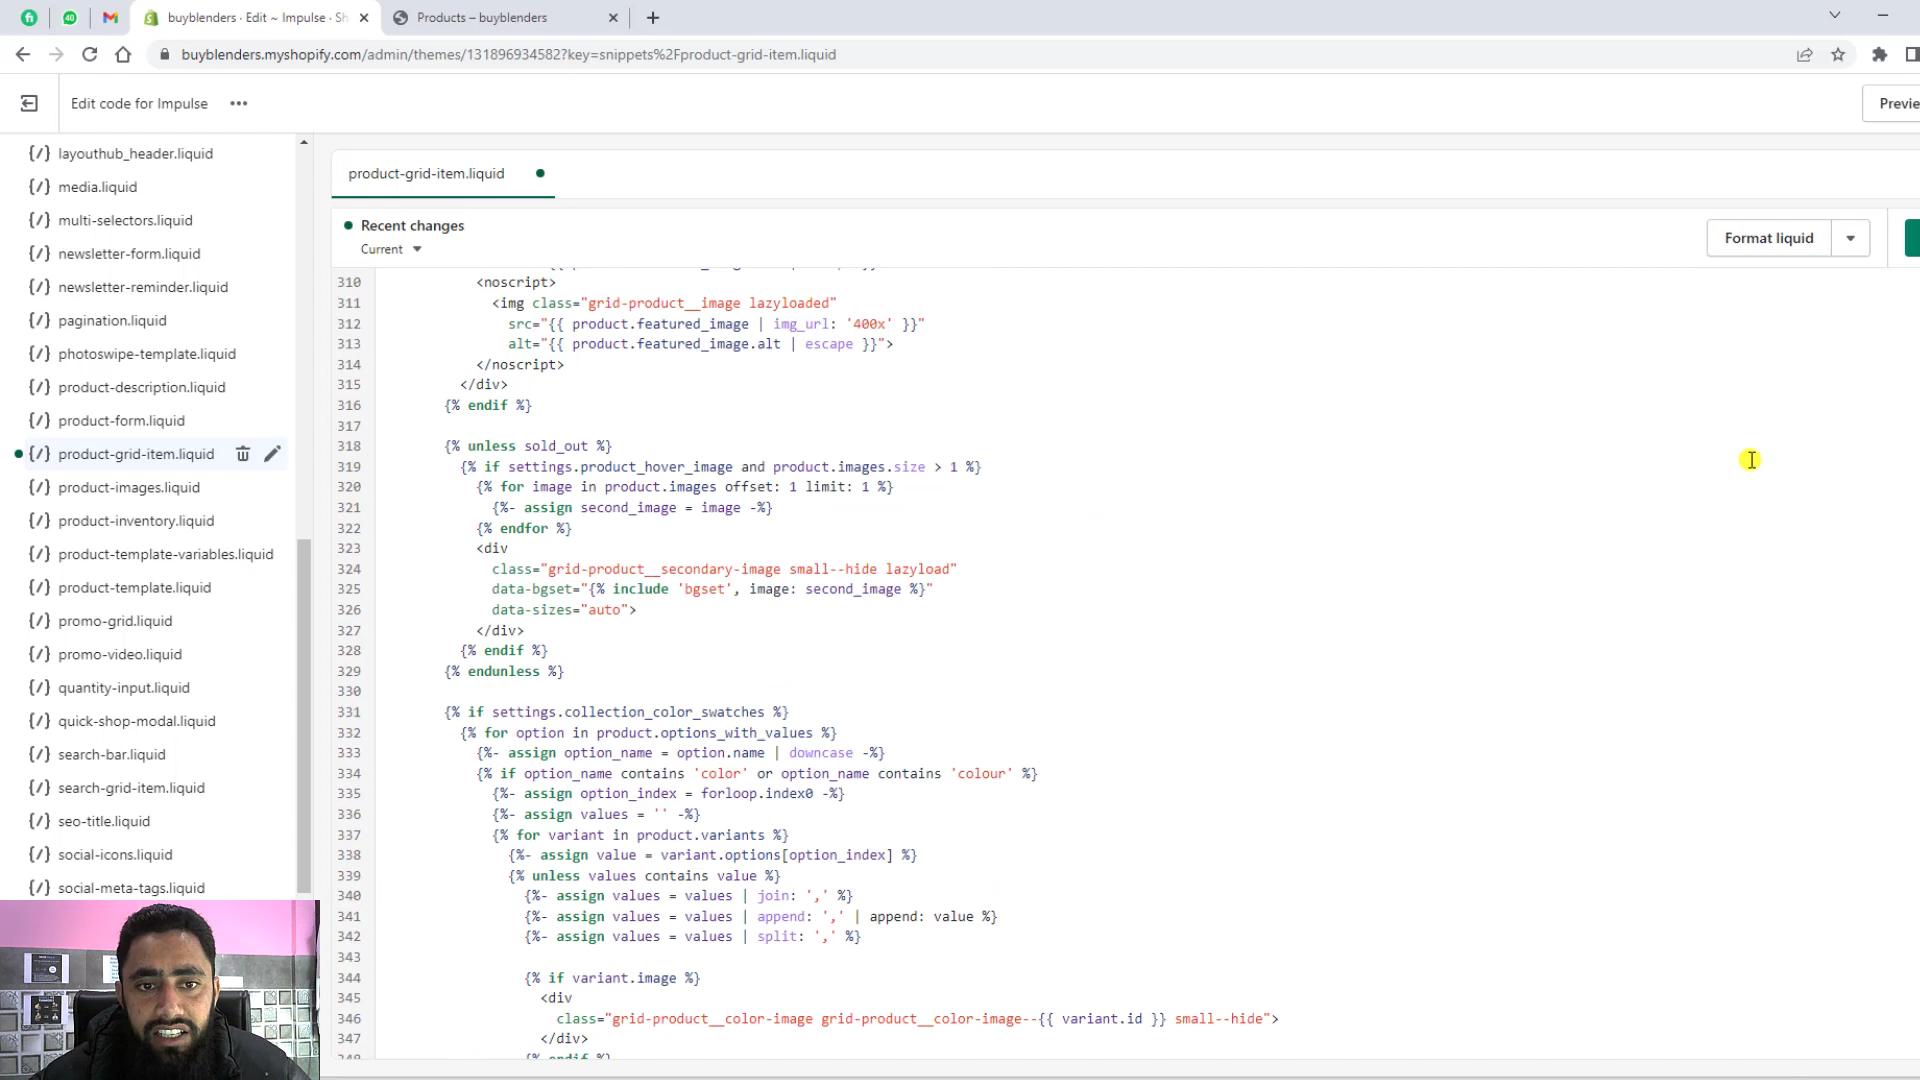 40
buyblenders · Edit ~ Impulse · Sh
Products – buyblenders
buyblenders.myshopify.com/admin/themes/131896934582?key=snippets%2Fproduct-grid-item.liquid
Edit code for Impulse
Previe
{/} layouthub_header.liquid
{/} media.liquid
{/} multi-selectors.liquid
{/} newsletter-form.liquid
{/} newsletter-reminder.liquid
{/} pagination.liquid
{/} photoswipe-template.liquid
{/} product-description.liquid
{/} product-form.liquid
{/} product-grid-item.liquid
{/} product-images.liquid
{/} product-inventory.liquid
{/} product-template-variables.liquid
{/} product-template.liquid
{/} promo-grid.liquid
{/} promo-video.liquid
{/} quantity-input.liquid
{/} quick-shop-modal.liquid
{/} search-bar.liquid
{/} search-grid-item.liquid
{/} seo-title.liquid
{/} social-icons.liquid
{/} social-meta-tags.liquid
product-grid-item.liquid
Recent changes
Current
Format liquid
310 <noscript>
311 <img class="grid-product__image lazyloaded"
312 src="{{ product.featured_image | img_url: '400x' }}"
313 alt="{{ product.featured_image.alt | escape }}">
314 </noscript>
315 </div>
316 {% endif %}
317
318 {% unless sold_out %}
319 {% if settings.product_hover_image and product.images.size > 1 %}
320 {% for image in product.images offset: 1 limit: 1 %}
321 {%- assign second_image = image -%}
322 {% endfor %}
323 <div
324 class="grid-product__secondary-image small--hide lazyload"
325 data-bgset="{% include 'bgset', image: second_image %}"
326 data-sizes="auto">
327 </div>
328 {% endif %}
329 {% endunless %}
330
331 {% if settings.collection_color_swatches %}
332 {% for option in product.options_with_values %}
333 {%- assign option_name = option.name | downcase -%}
334 {% if option_name contains 'color' or option_name contains 'colour' %}
335 {%- assign option_index = forloop.index0 -%}
336 {%- assign values = '' -%}
337 {% for variant in product.variants %}
338 {%- assign value = variant.options[option_index] %}
339 {% unless values contains value %}
340 {%- assign values = values | join: ',' %}
341 {%- assign values = values | append: ',' | append: value %}
342 {%- assign values = values | split: ',' %}
343
344 {% if variant.image %}
345 <div
346 class="grid-product__color-image grid-product__color-image--{{ variant.id }} small--hide">
347 </div>
348 {% endif %}